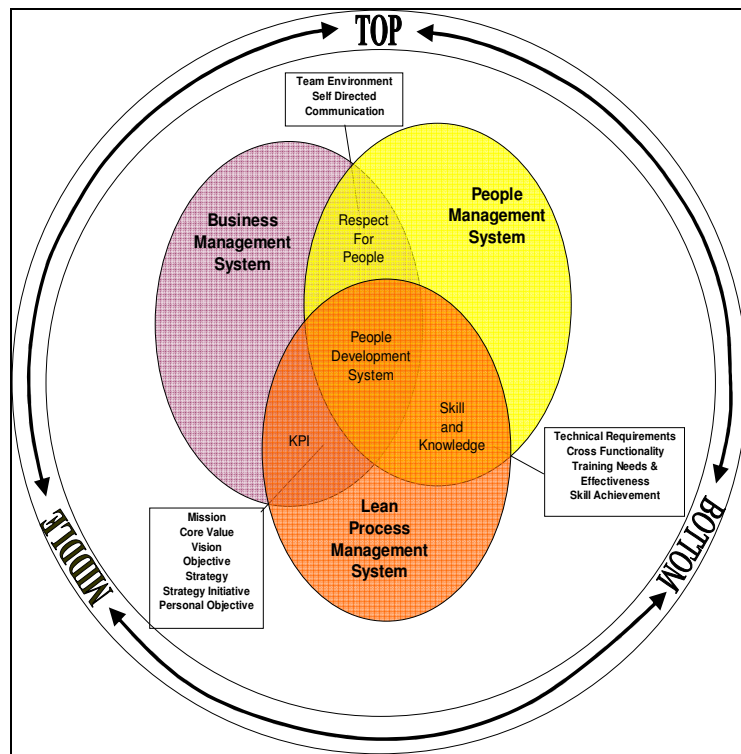 TOP
Team Environment
Self Directed
Communication
Business
Management
System
People
Management
System
Respect
For
People
People
Development
System
KPI
Skill
and
Knowledge
Technical Requirements
Cross Functionality
Training Needs &
Effectiveness
Skill Achievement
Mission
Core Value
Vision
Objective
Strategy
Strategy Initiative
Personal Objective
Lean
Process
Management
System
MIDDLE
BOTTOM